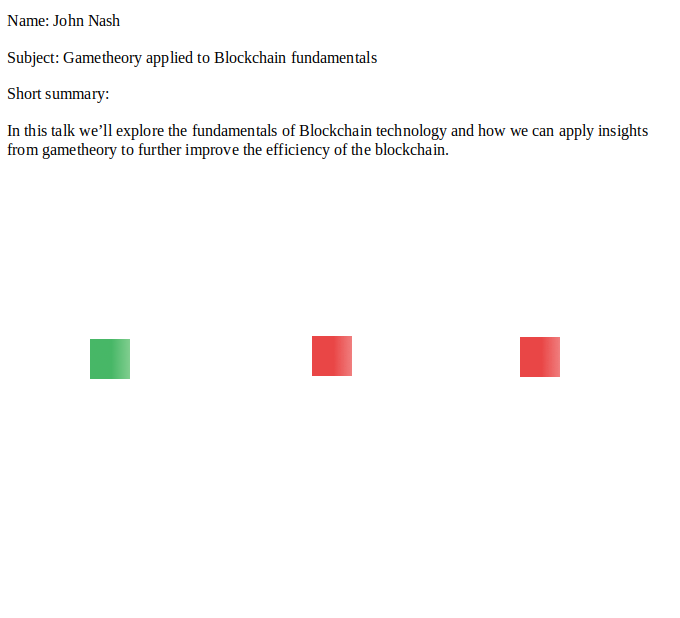 Name: John Nash
Subject: Gametheory applied to Blockchain fundamentals
Short summary:
In this talk we’ll explore the fundamentals of Blockchain technology and how we can apply insights
from gametheory to further improve the efficiency of the blockchain.